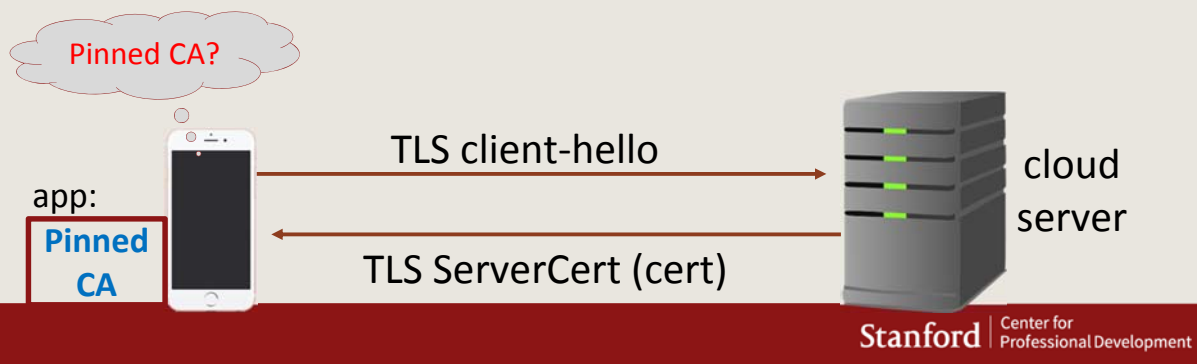 Pinned CA?
TLS client-hello
cloud
server
app:
Pinned
CA
TLS ServerCert (cert)
Stanford
Center for
Professional Development